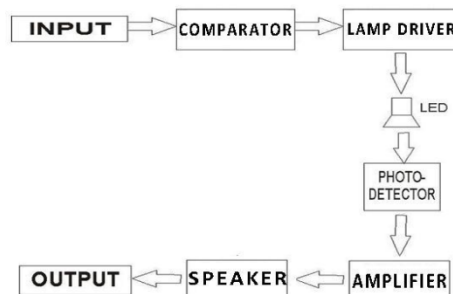 INPUT
COMPARATOR
LAMP DRIVER
LED
PHOTO-
DETECTOR
AMPLIFIER
SPEAKER
OUTPUT